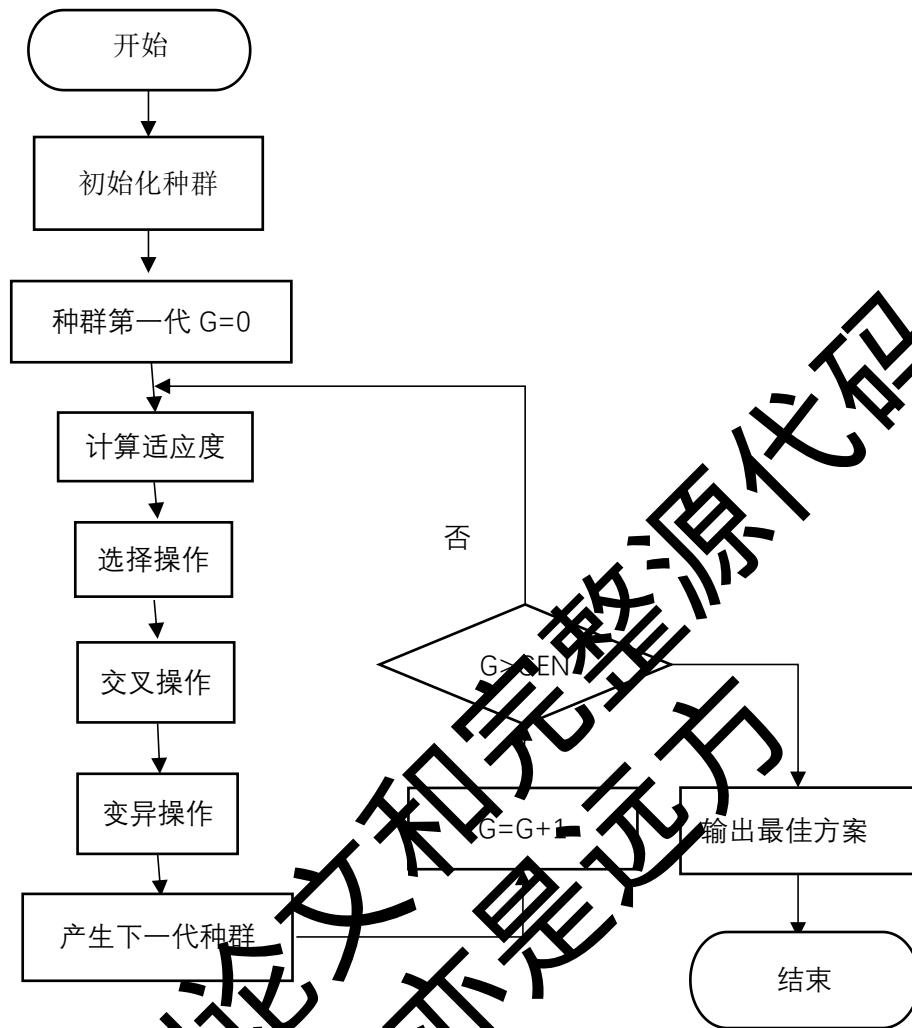 开始
初始化种群
种群第一代 G=0
计算适应度
选择操作
交叉操作
变异操作
产生下一代种群
否
G>GEN
G=G+1
输出最佳方案
结束
论文和完整源代码
亦是远方